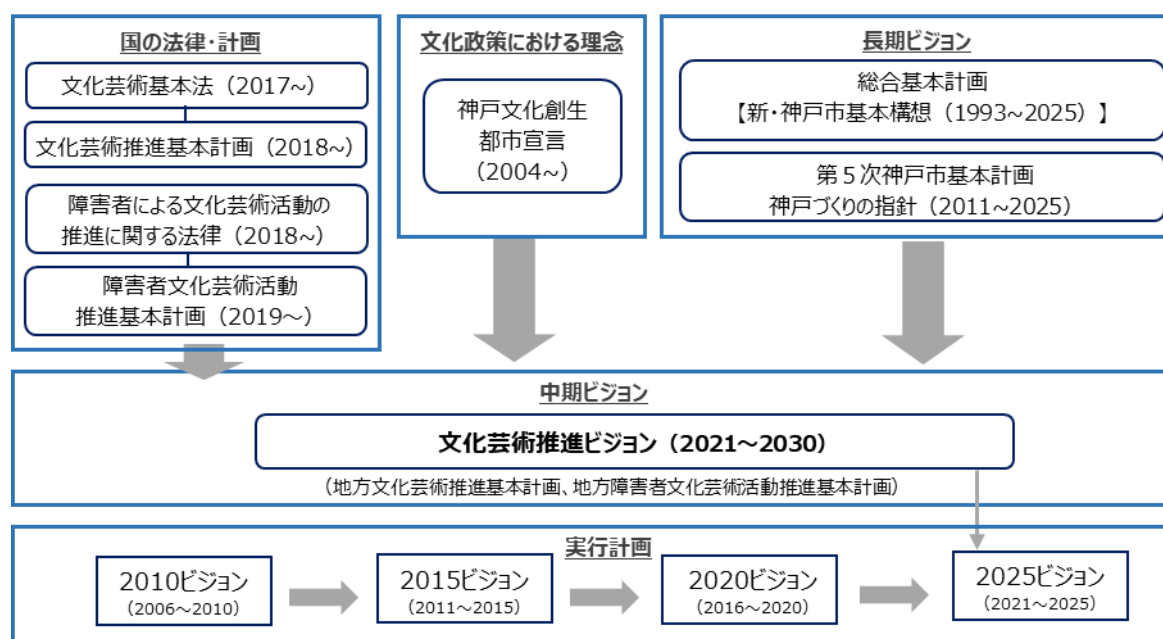 国の法律・計画
文化芸術基本法（2017~）
文化芸術推進基本計画（2018~）
障害者による文化芸術活動の
推進に関する法律（2018~）
障害者文化芸術活動
推進基本計画（2019～）
文化政策における理念
神戸文化創生
都市宣言
（2004~）
長期ビジョン
総合基本計画
【新・神戸市基本構想（1993~2025）】
第５次神戸市基本計画
神戸づくりの指針（2011~2025）
中期ビジョン
文化芸術推進ビジョン（2021～2030）
（地方文化芸術推進基本計画、地方障害者文化芸術活動推進基本計画）
実行計画
2010ビジョン
（2006～2010）
2015ビジョン
（2011～2015）
2020ビジョン
（2016～2020）
2025ビジョン
（2021～2025）